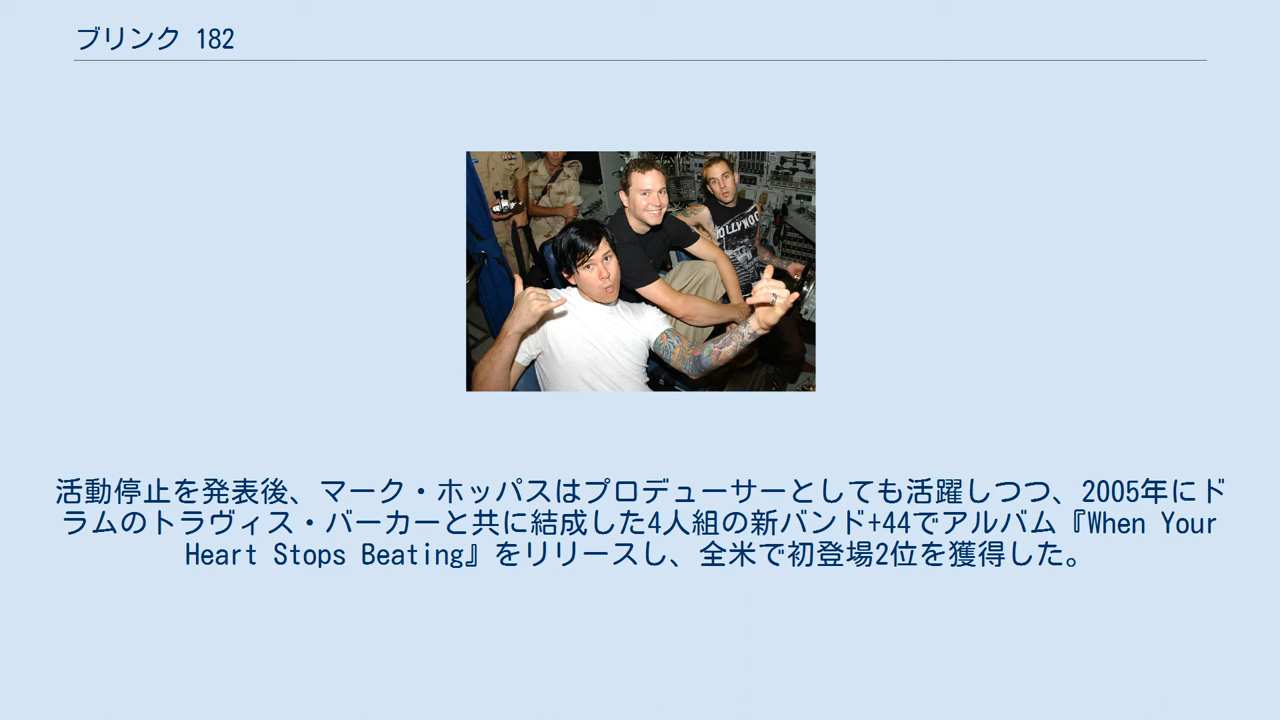 ブリンク 182
HOLLYWOO
活動停止を発表後、マーク・ホッパスはプロデューサーとしても活躍しつつ、2005年にド
ラムのトラヴィス・バーカーと共に結成した4人組の新バンド+44でアルバム『When Your
Heart Stops Beating』をリリースし、全米で初登場2位を獲得した。